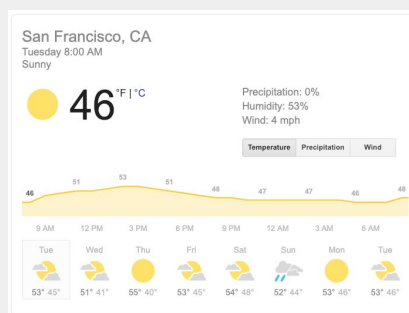 San Francisco, CA
Tuesday 8:00 AM
Sunny
46 °F | °C
Precipitation: 0%
Humidity: 53%
Wind: 4 mph
Temperature Precipitation Wind
46 51 53 51 48 47 47 46 48
9 AM 12 PM 3 PM 6 PM 9 PM 12 AM 3 AM 6 AM
Tue Wed Thu Fri Sat Sun Mon Tue
53° 45° 51° 41° 55° 40° 53° 45° 54° 48° 52° 44° 53° 46° 53° 46°